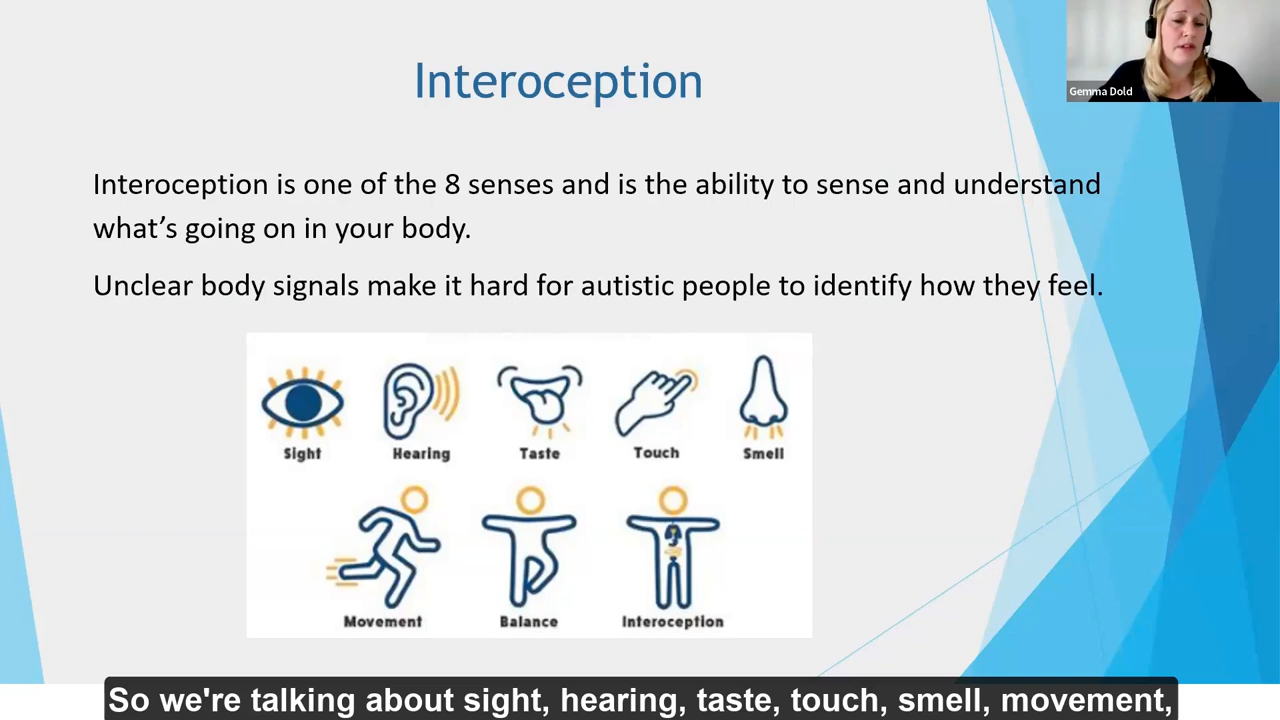 Interoception
Gemma Dold
Interoception is one of the 8 senses and is the ability to sense and understand
what’s going on in your body.
Unclear body signals make it hard for autistic people to identify how they feel.
Sight
Hearing
Taste
Touch
Smell
Movement
Balance
Interoception
So we're talking about sight, hearing, taste, touch, smell, movement,